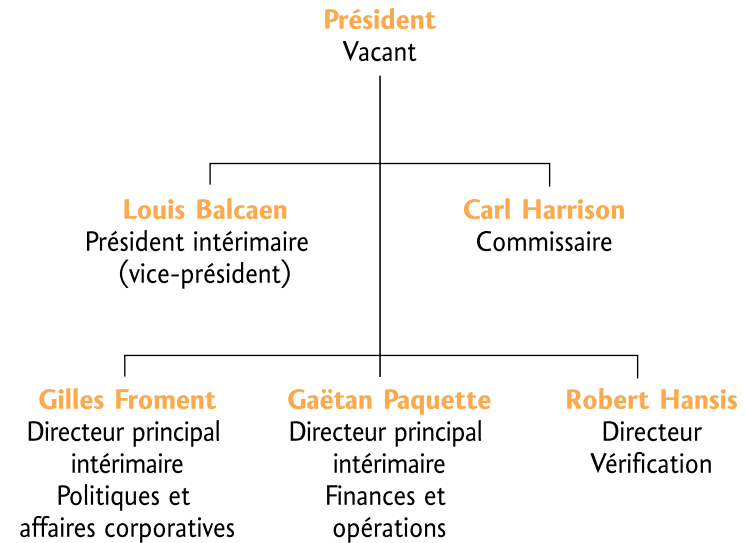 Président
Vacant
Louis Balcaen
Président intérimaire
(vice-président)
Carl Harrison
Commissaire
Gilles Froment
Directeur principal
intérimaire
Politiques et
affaires corporatives
Gaëtan Paquette
Directeur principal
intérimaire
Finances et
opérations
Robert Hansis
Directeur
Vérification